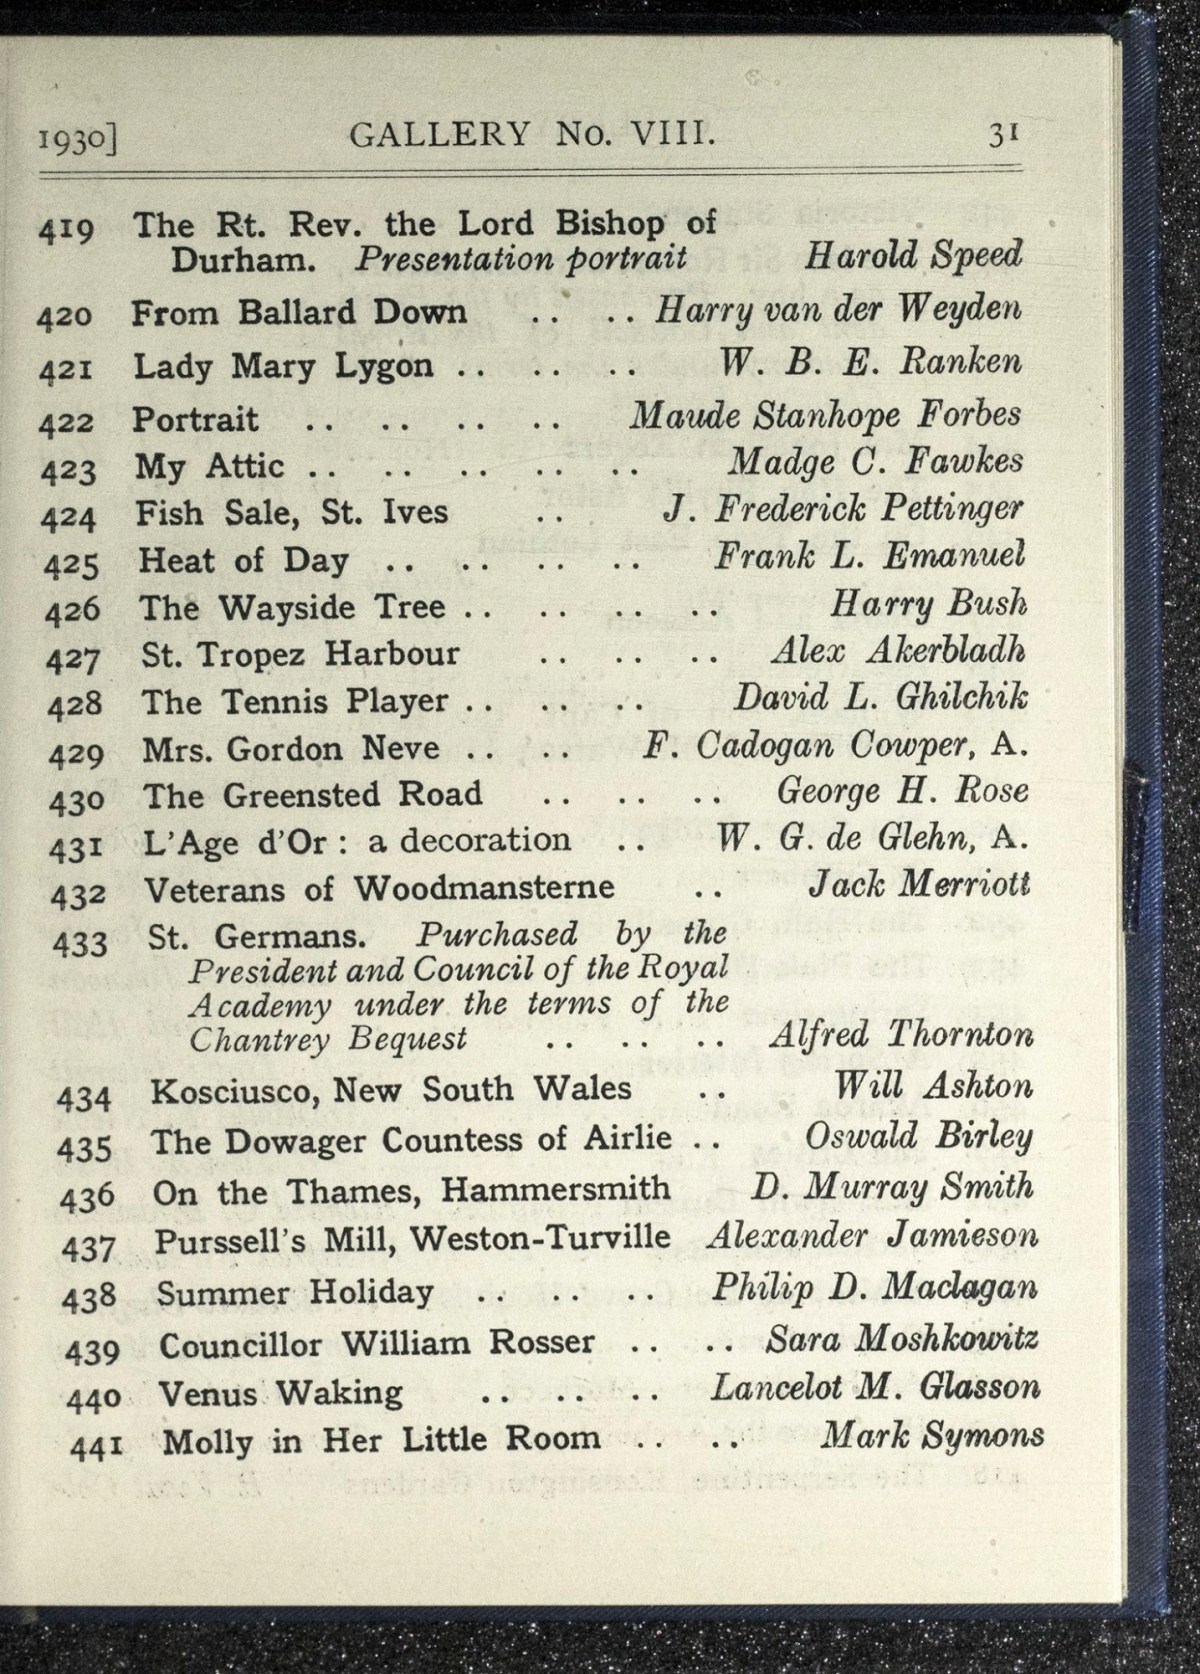 1930] GALLERY No. VIII. 31
419 The Rt. Rev. the Lord Bishop of
Durham. Presentation portrait Harold Speed
420 From Ballard Down .. .. Harry van der Weyden
421 Lady Mary Lygon .. .. .. W. B. E. Ranken
422 Portrait .. .. .. .. Maude Stanhope Forbes
423 My Attic .. .. .. .. .. Madge C. Fawkes
424 Fish Sale, St. Ives .. J. Frederick Pettinger
425 Heat of Day .. .. .. .. Frank L. Emanuel
426 The Wayside Tree .. .. .. .. Harry Bush
427 St. Tropez Harbour .. .. .. Alex Akerbladh
428 The Tennis Player .. .. .. David L. Ghilchik
429 Mrs. Gordon Neve .. .. F. Cadogan Cowper, A.
430 The Greensted Road .. .. .. George H. Rose
431 L'Age d'Or : a decoration .. W. G. de Glehn, A.
432 Veterans of Woodmansterne .. Jack Merriott
433 St. Germans. Purchased by the
President and Council of the Royal
Academy under the terms of the
Chantrey Bequest .. .. .. Alfred Thornton
434 Kosciusco, New South Wales .. Will Ashton
435 The Dowager Countess of Airlie .. Oswald Birley
436 On the Thames, Hammersmith D. Murray Smith
437 Purssell's Mill, Weston-Turville Alexander Jamieson
438 Summer Holiday .. .. .. Philip D. Maclagan
439 Councillor William Rosser .. .. Sara Moshkowitz
440 Venus Waking .. .. .. Lancelot M. Glasson
441 Molly in Her Little Room .. .. Mark Symons